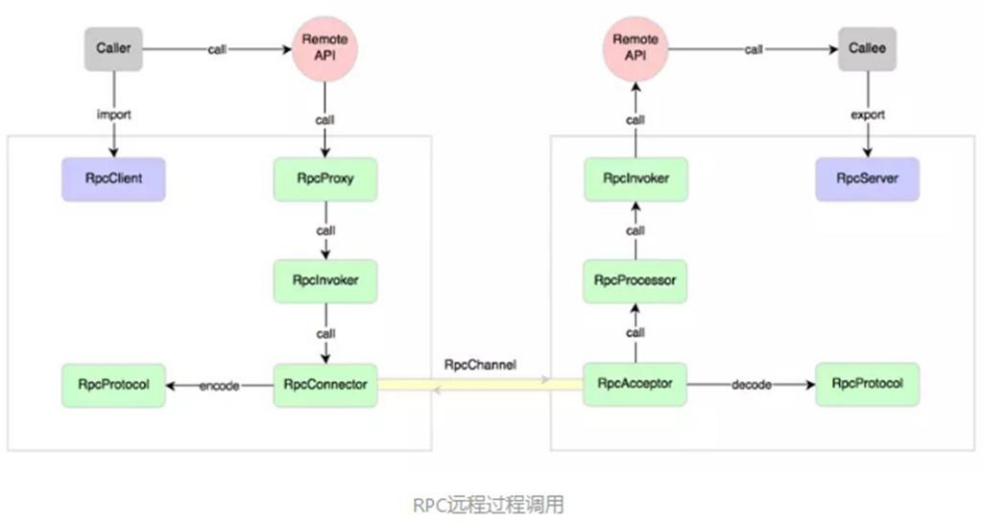 Caller
call
Remote
API
Remote
API
call
Callee
import
call
call
export
RpcClient
RpcProxy
RpcInvoker
RpcServer
call
call
RpcInvoker
RpcProcessor
call
call
RpcChannel
RpcProtocol
encode
RpcConnector
RpcAcceptor
decode
RpcProtocol
RPC远程过程调用